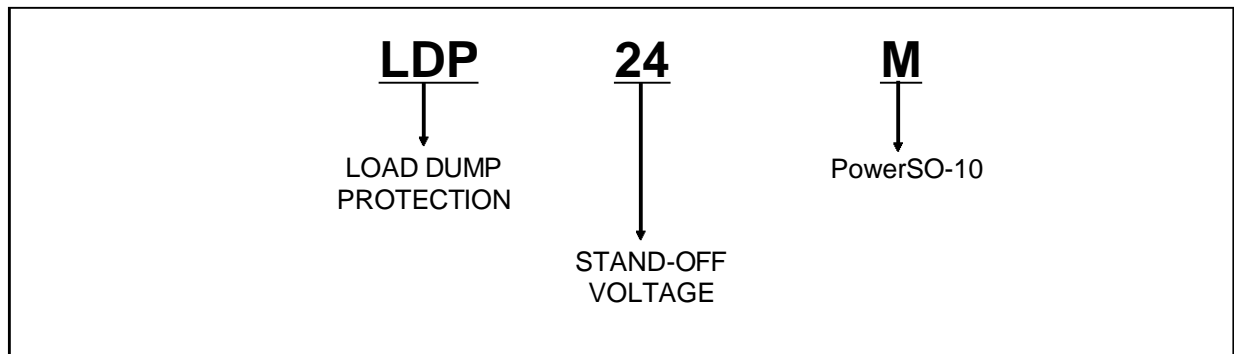 LDP 24 M
LOAD DUMP
PROTECTION
PowerSO-10
STAND-OFF
VOLTAGE